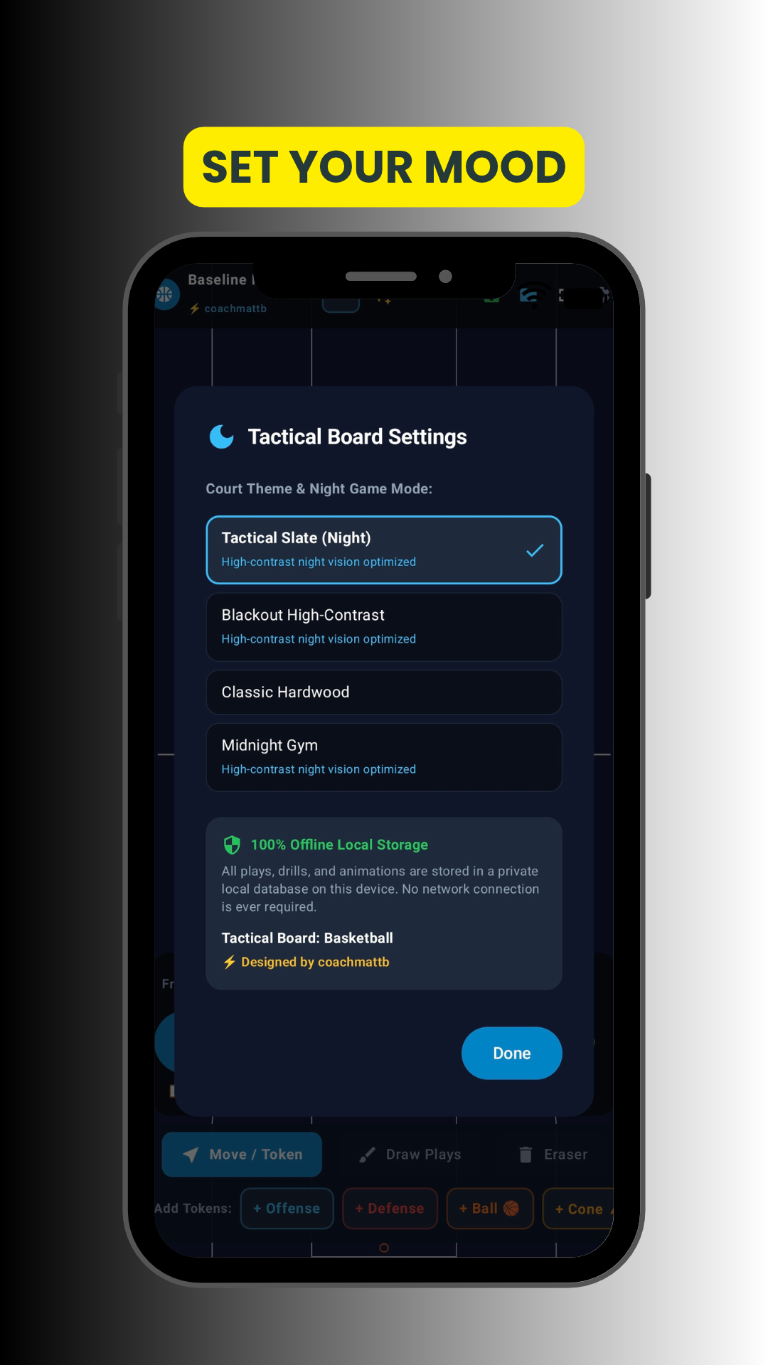 SET YOUR MOOD
Baseline
⚡ coachmattb
Tactical Board Settings
Court Theme & Night Game Mode:
Tactical Slate (Night)
High-contrast night vision optimized
Blackout High-Contrast
High-contrast night vision optimized
Classic Hardwood
Midnight Gym
High-contrast night vision optimized
100% Offline Local Storage
All plays, drills, and animations are stored in a private
local database on this device. No network connection
is ever required.
Tactical Board: Basketball
⚡ Designed by coachmattb
Done
Move / Token Draw Plays Eraser
Add Tokens: + Offense + Defense + Ball 🏀 + Cone